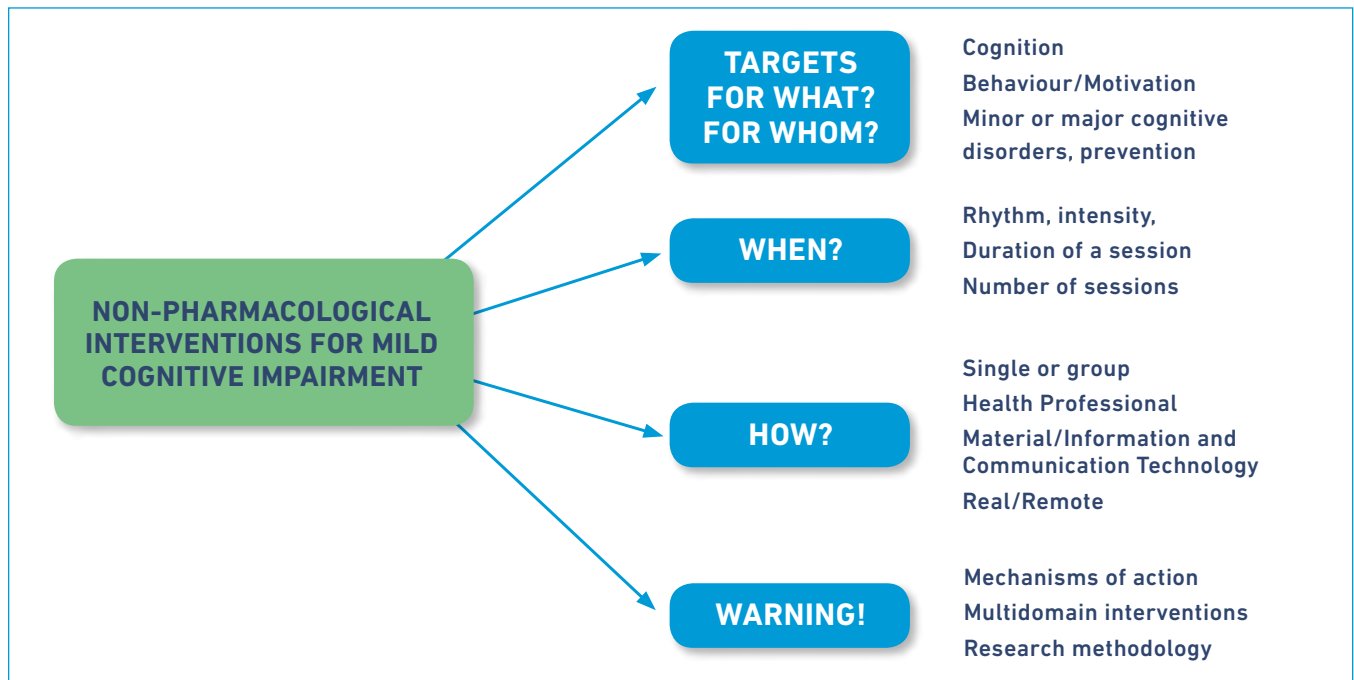 NON-PHARMACOLOGICAL
INTERVENTIONS FOR MILD
COGNITIVE IMPAIRMENT
TARGETS
FOR WHAT?
FOR WHOM?
Cognition
Behaviour/Motivation
Minor or major cognitive
disorders, prevention
WHEN?
Rhythm, intensity,
Duration of a session
Number of sessions
HOW?
Single or group
Health Professional
Material/Information and
Communication Technology
Real/Remote
WARNING!
Mechanisms of action
Multidomain interventions
Research methodology